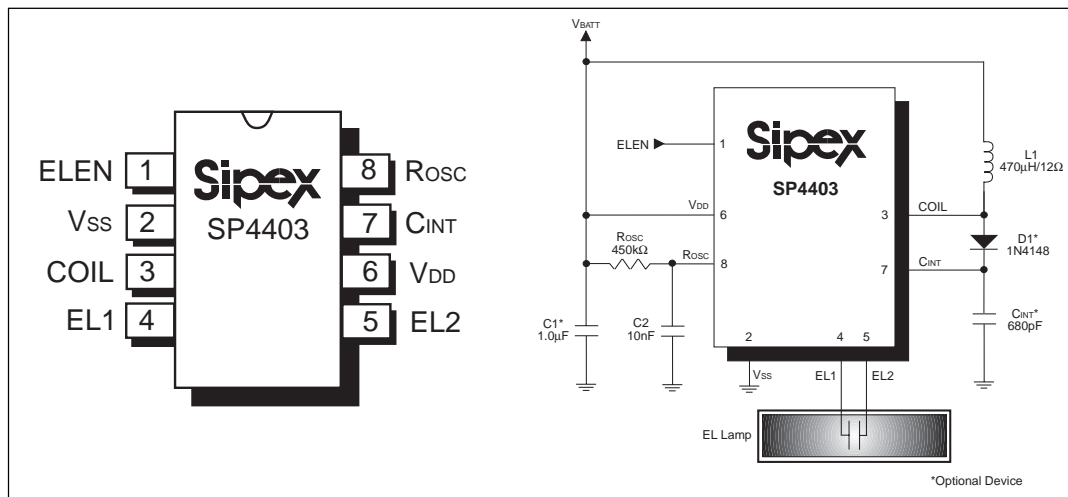 Sipex
SP4403
ELEN 1
VSS 2
COIL 3
EL1 4
8 ROSC
7 CINT
6 VDD
5 EL2
VBATT
Sipex
SP4403
ELEN
1
VDD
6
ROSC
450kΩ
ROSC
8
C1*
1.0µF
C2
10nF
2
VSS
4
5
EL1
EL2
3
COIL
7
CINT
L1
470µH/12Ω
D1*
1N4148
CINT*
680pF
EL Lamp
*Optional Device